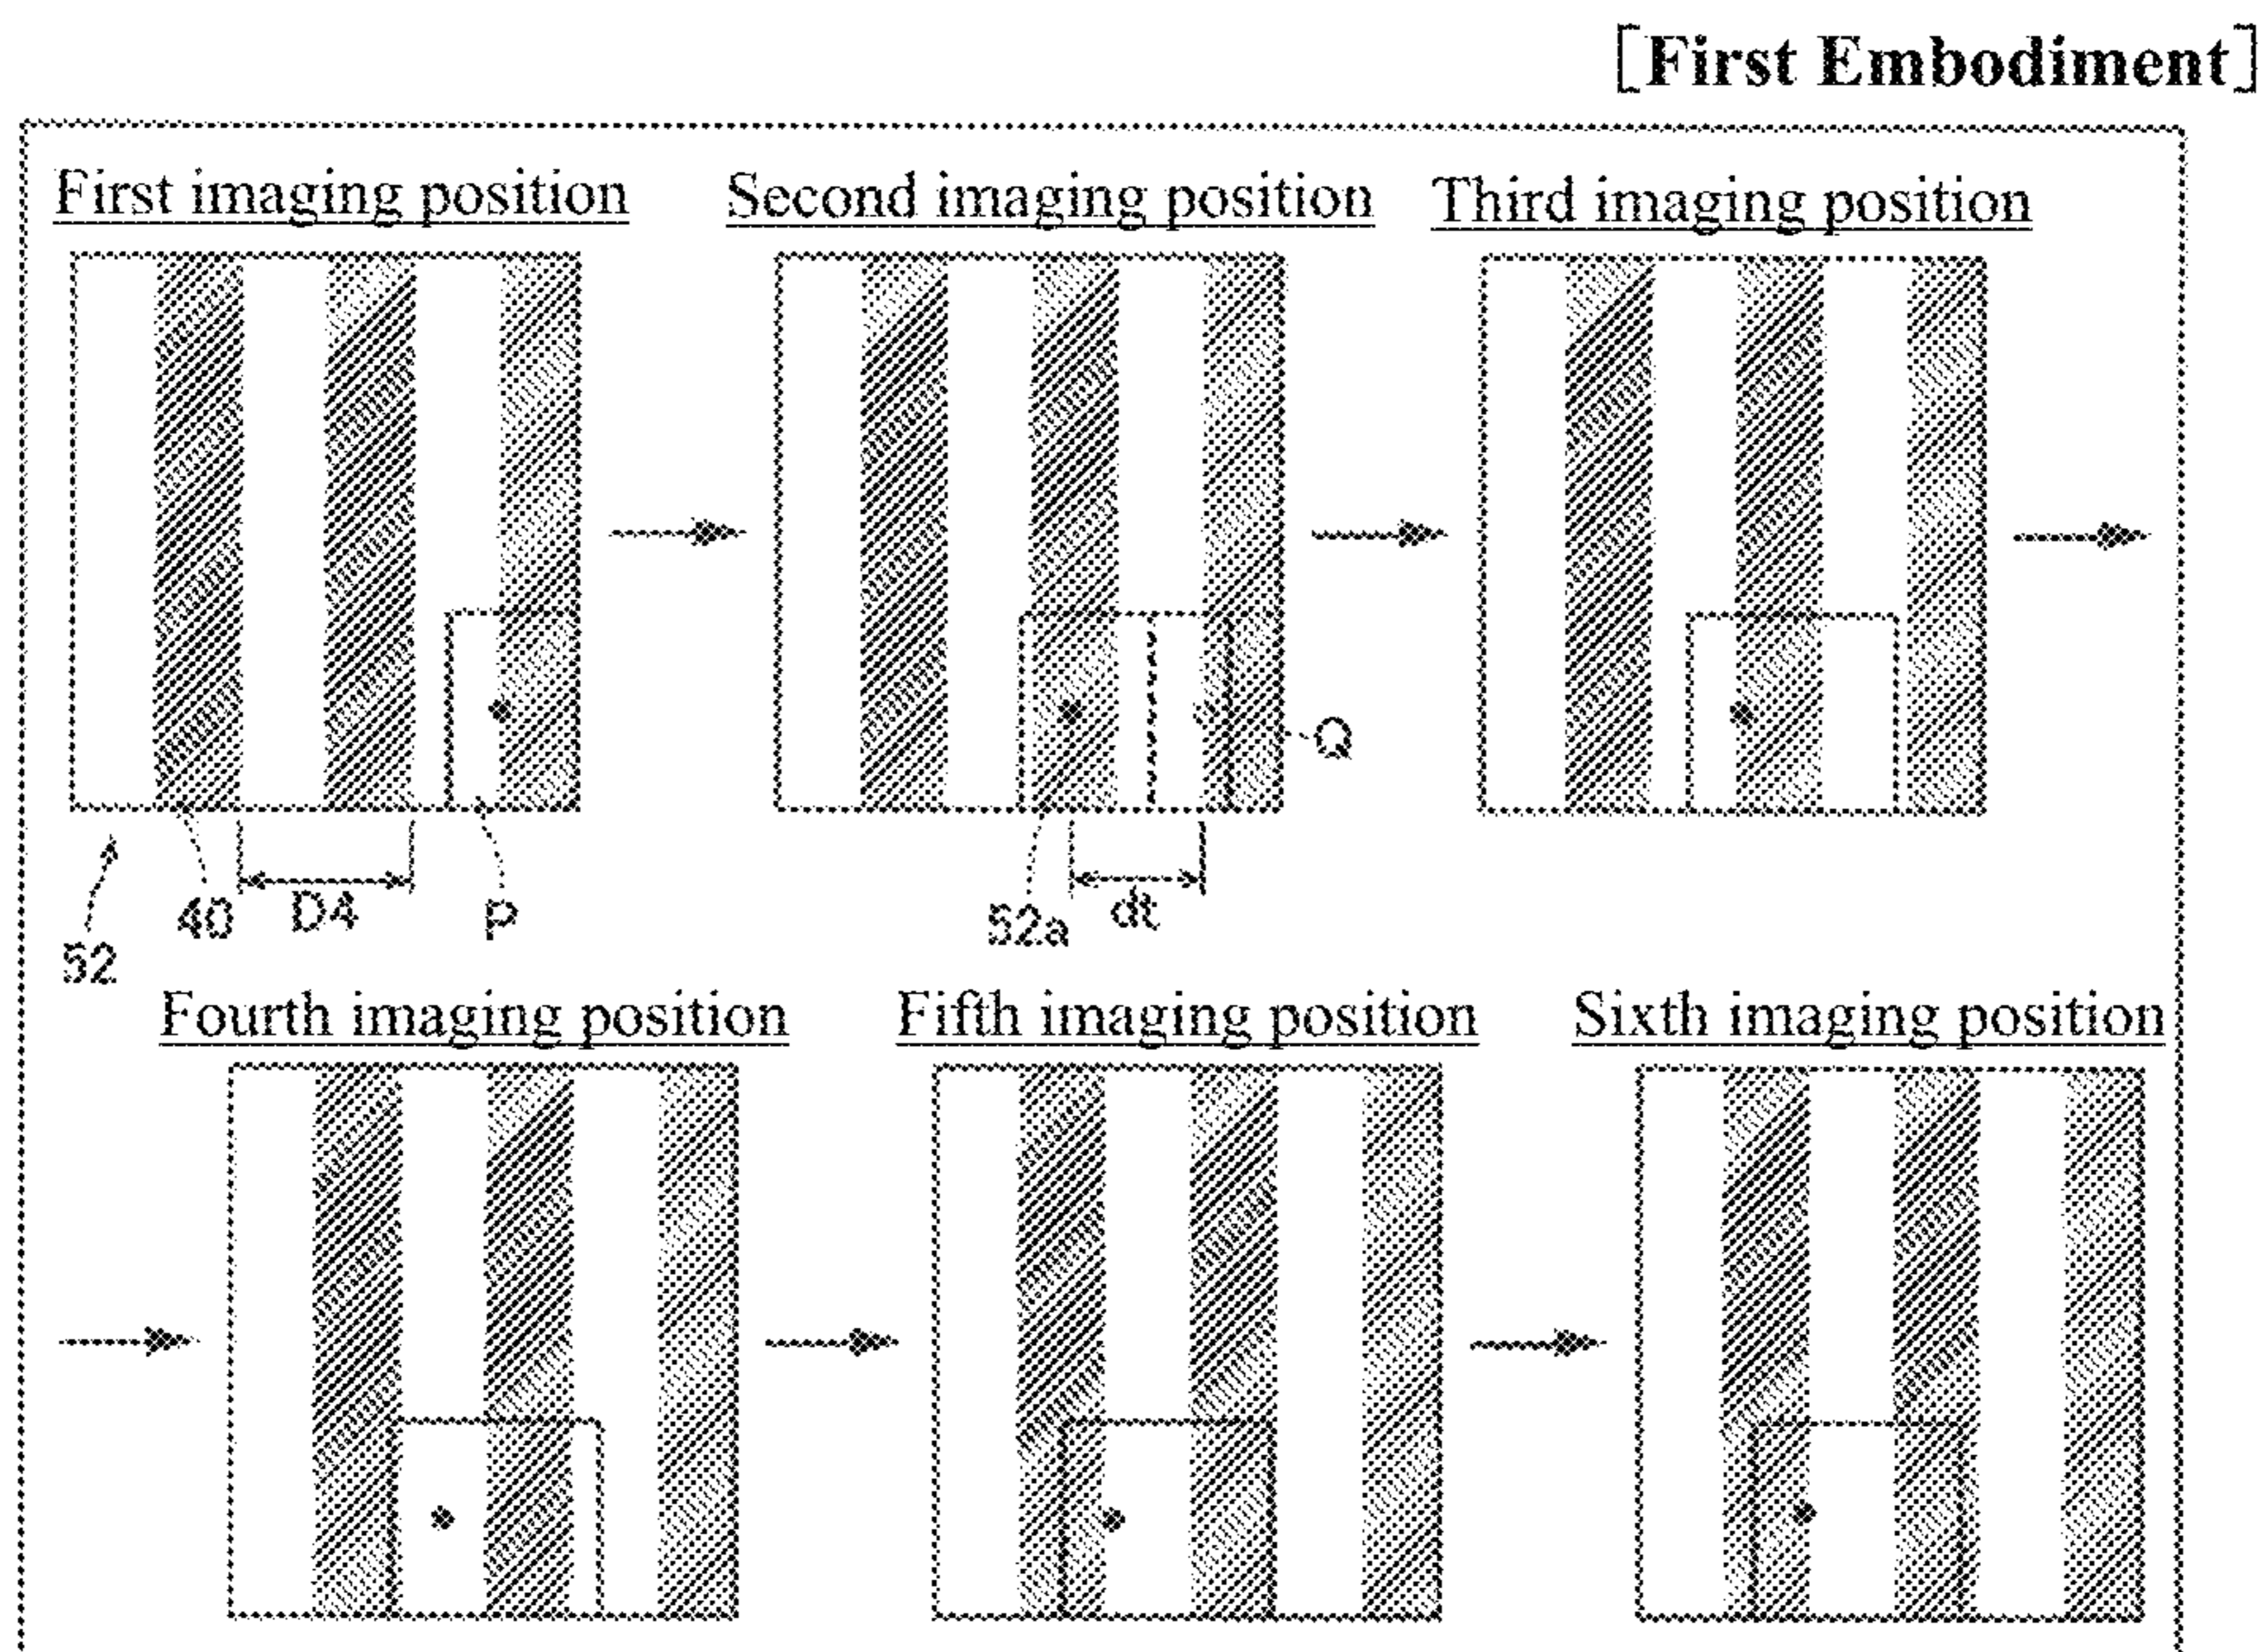 [First Embodiment]
First imaging position
Second imaging position
Third imaging position
Q
40
D4
P
52
52a
dt
Fourth imaging position
Fifth imaging position
Sixth imaging position